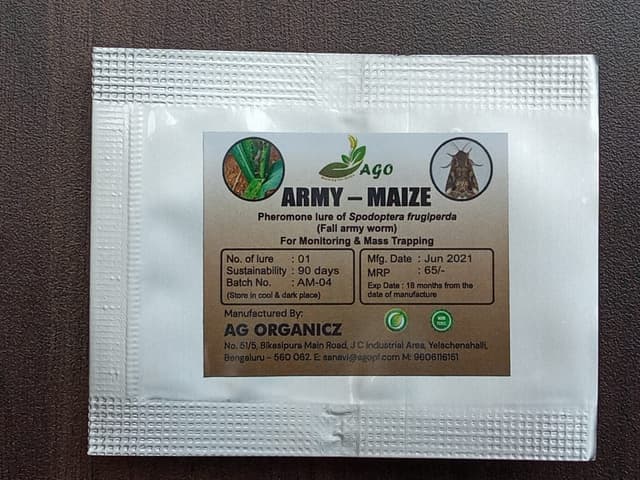 AGO
ARMY – MAIZE
Pheromone lure of Spodoptera frugiperda
(Fall army worm)
For Monitoring & Mass Trapping
No. of lure : 01
Sustainability : 90 days
Batch No. : AM-04
(Store in cool & dark place)
Mfg. Date : Jun 2021
MRP : 65/-
Exp Date : 18 months from the
date of manufacture
Manufactured By:
AG ORGANICZ
No. 51/5, Bikasipura Main Road, J C Industrial Area, Yelachenahalli,
Bengaluru – 560 062. E: sanavi@agopl.com M: 9606116151